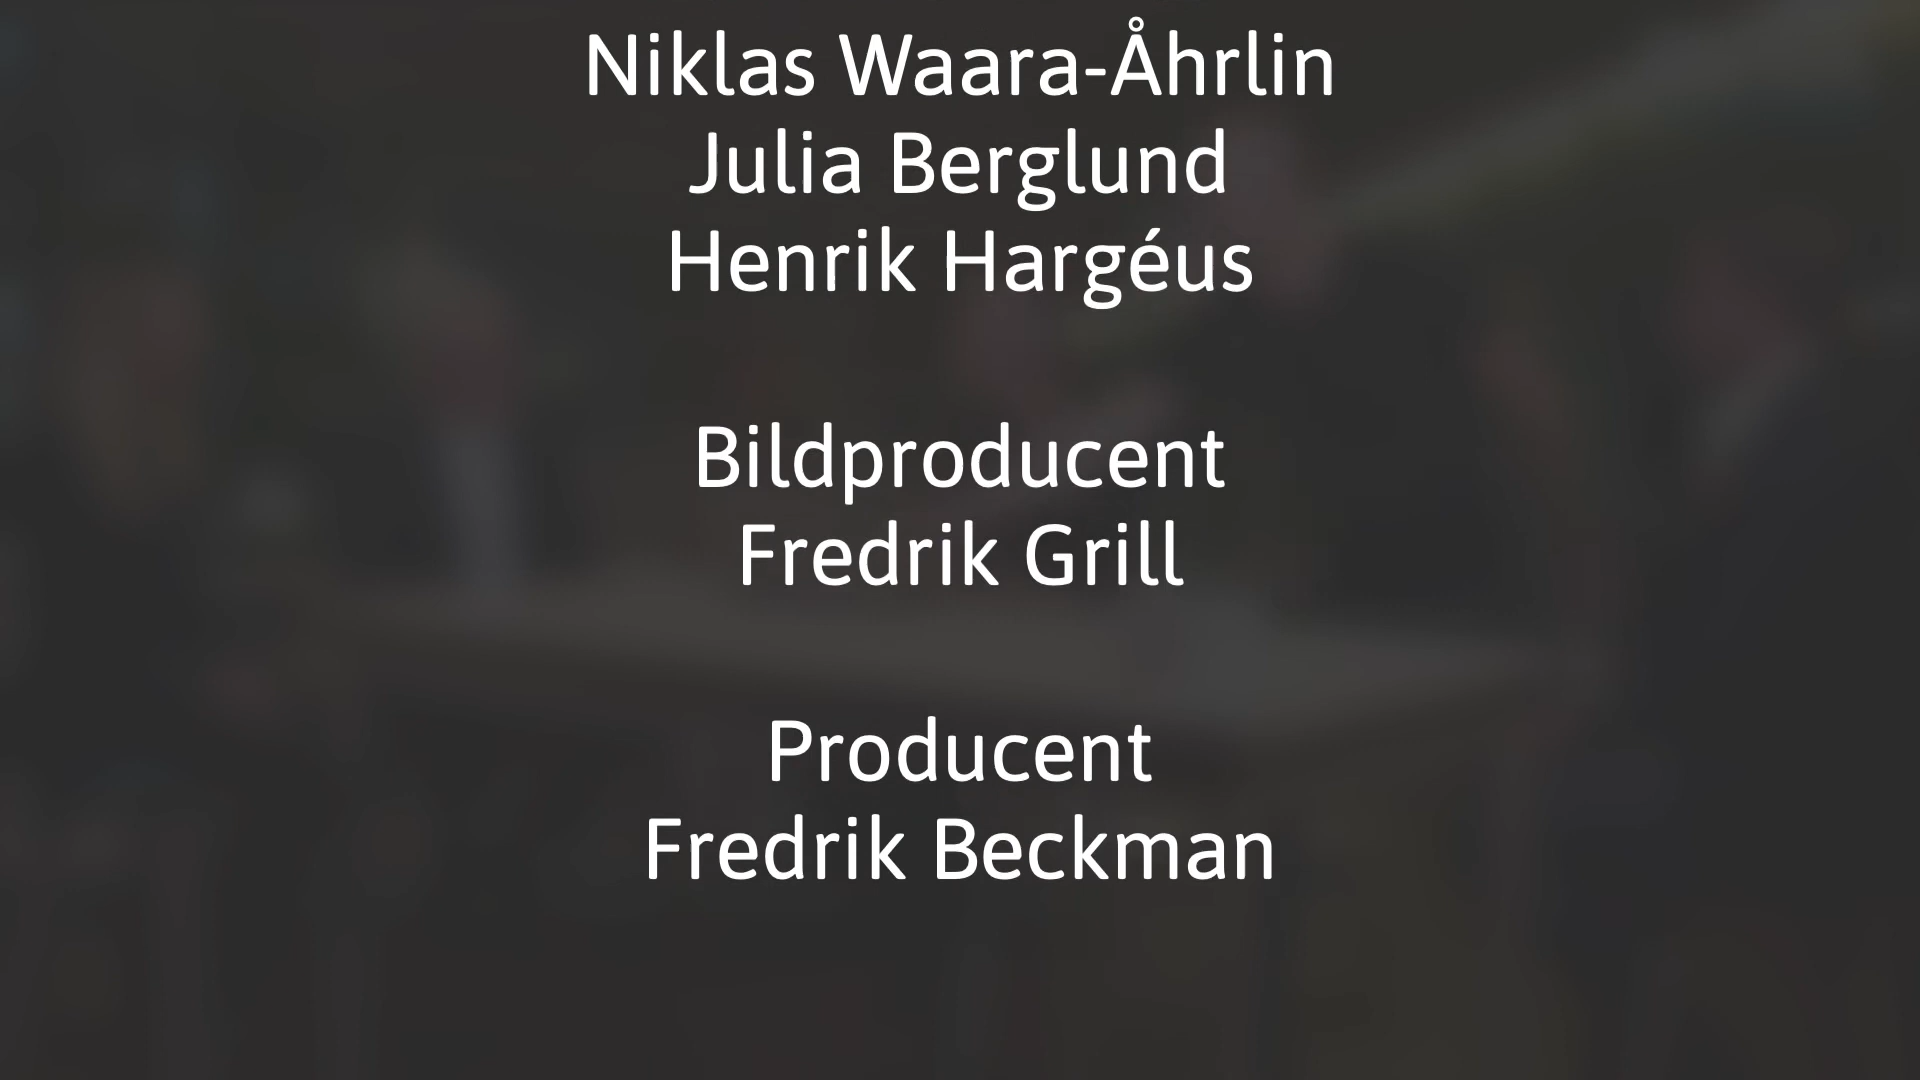 Niklas Waara-Åhrlin
Julia Berglund
Henrik Hargéus
Bildproducent
Fredrik Grill
Producent
Fredrik Beckman